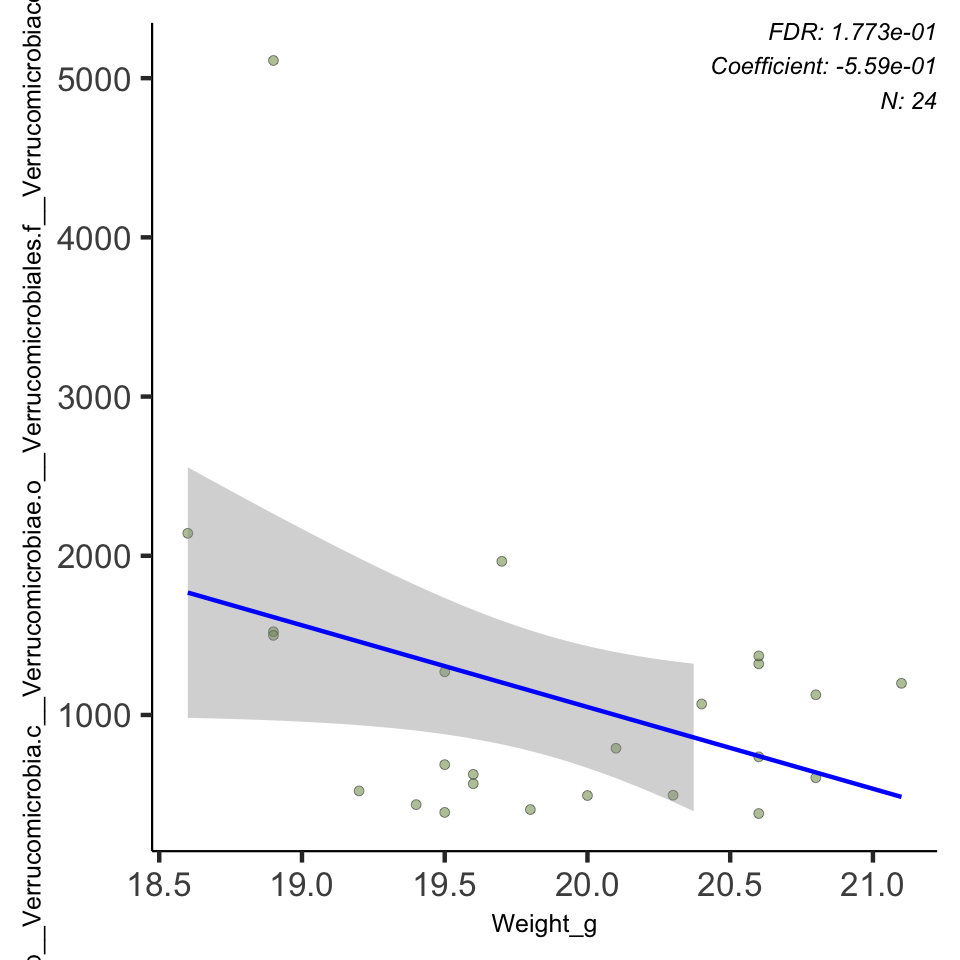 FDR: 1.773e-01
Coefficient: -5.59e-01
N: 24
5000
4000
3000
2000
1000
__Verrucomicrobia.c__Verrucomicrobiae.o__Verrucomicrobiales.f__Verrucomicrobiac
18.5 19.0 19.5 20.0 20.5 21.0
Weight_g